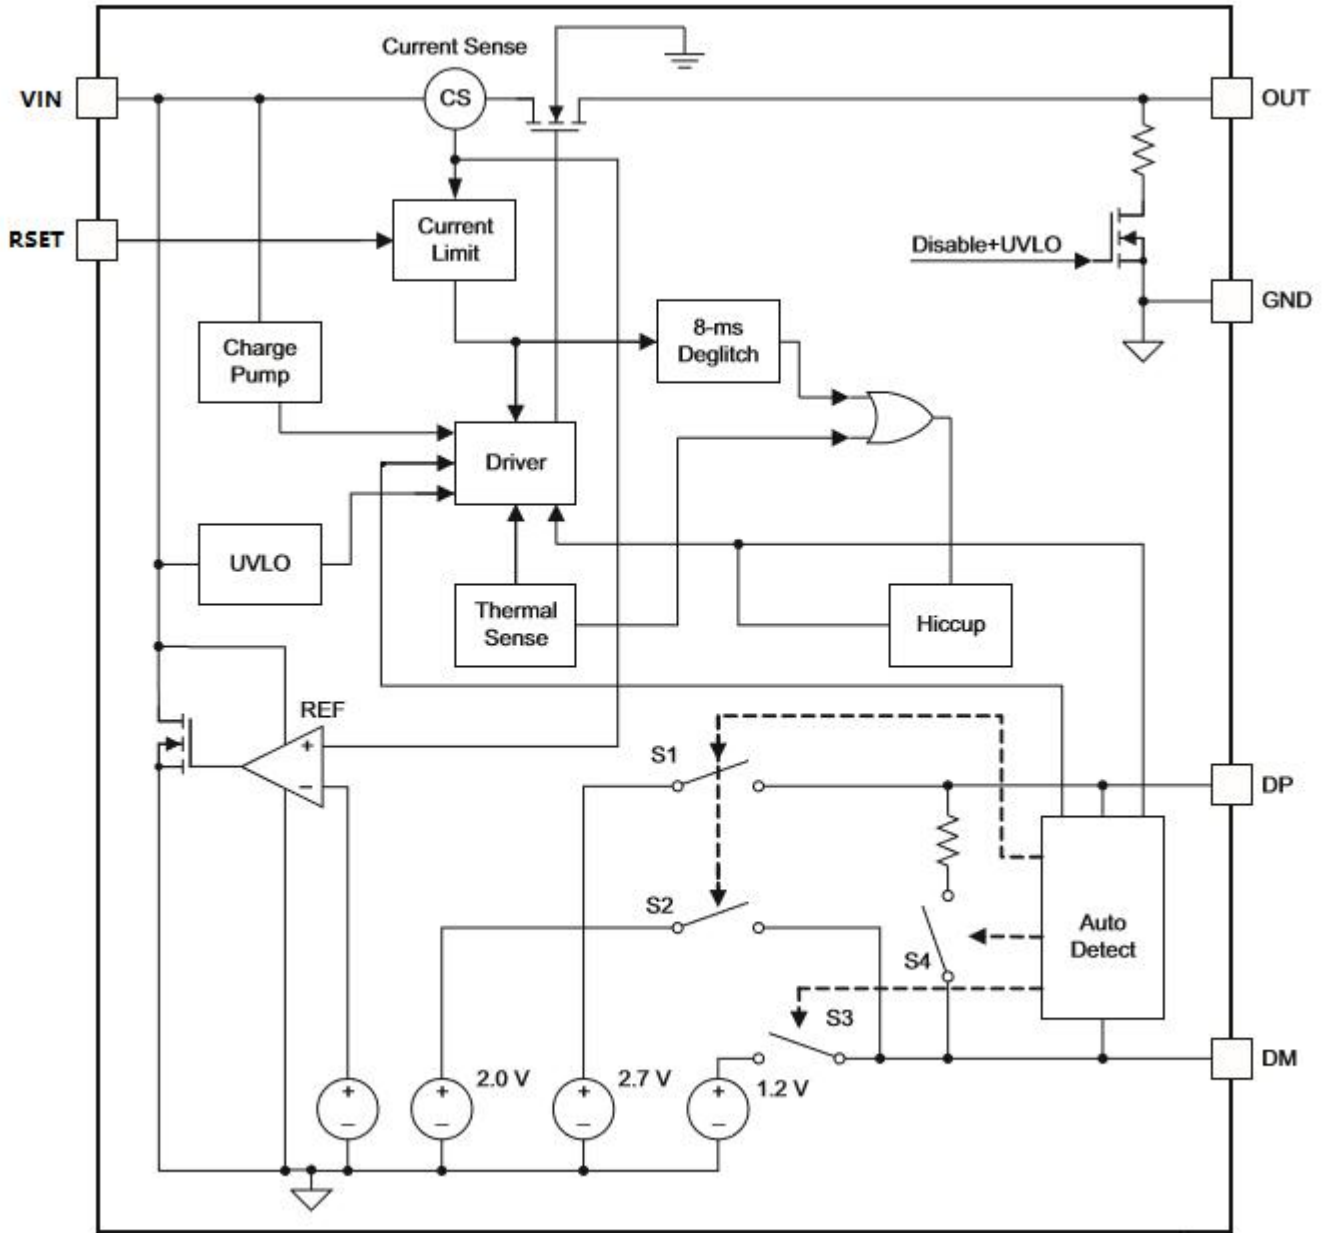 Current Sense
VIN
CS
OUT
RSET
Current
Limit
Disable+UVLO
GND
8-ms
Deglitch
Charge
Pump
Driver
UVLO
Thermal
Sense
Hiccup
REF
+
−
S1
DP
S2
Auto
Detect
S4
S3
DM
2.0 V
2.7 V
1.2 V
+
−
+
−
+
−
+
−